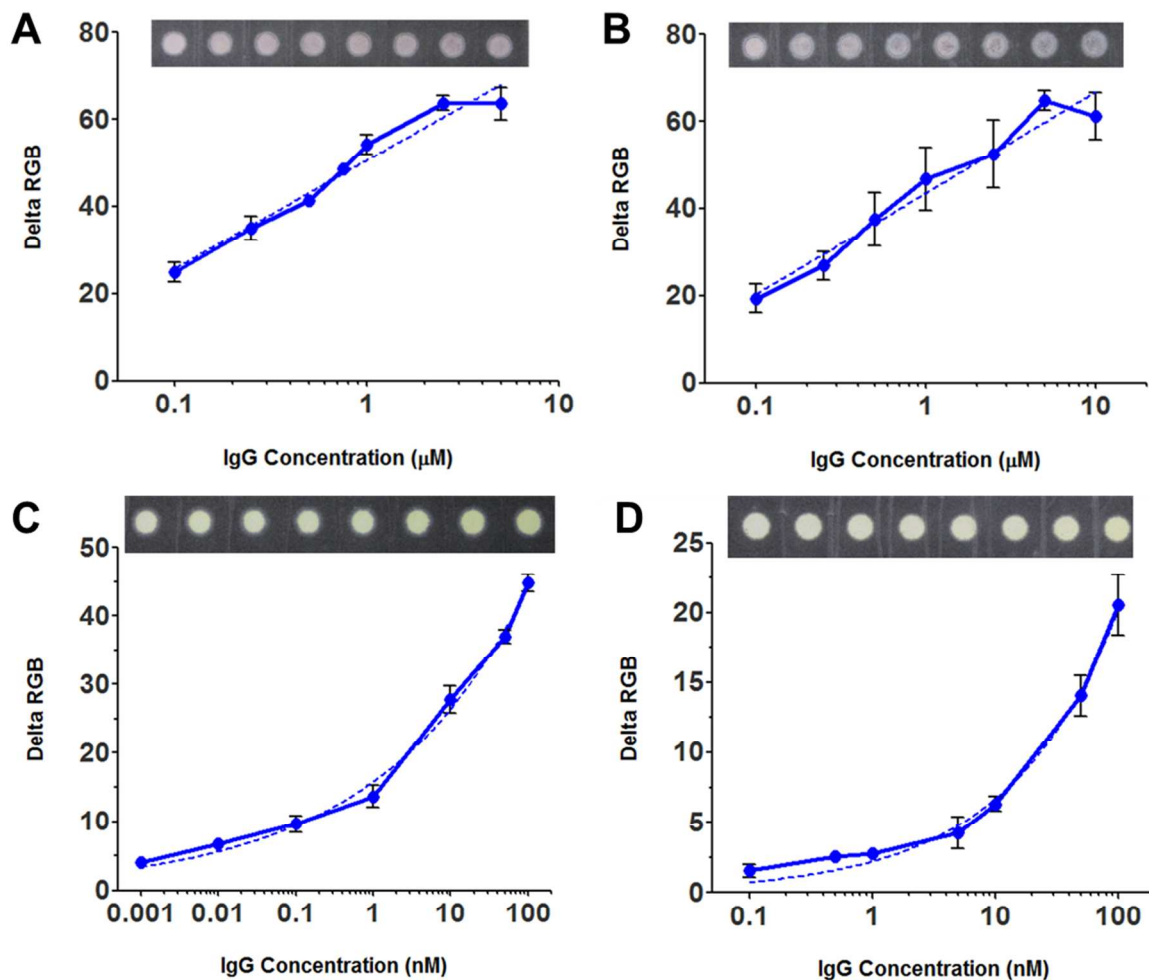 A
80
60
40
20
0
Delta RGB
0.1 1 10
IgG Concentration (μM)
B
80
60
40
20
0
Delta RGB
0.1 1 10
IgG Concentration (μM)
C
50
40
30
20
10
0
Delta RGB
0.001 0.01 0.1 1 10 100
IgG Concentration (nM)
D
25
20
15
10
5
0
Delta RGB
0.1 1 10 100
IgG Concentration (nM)